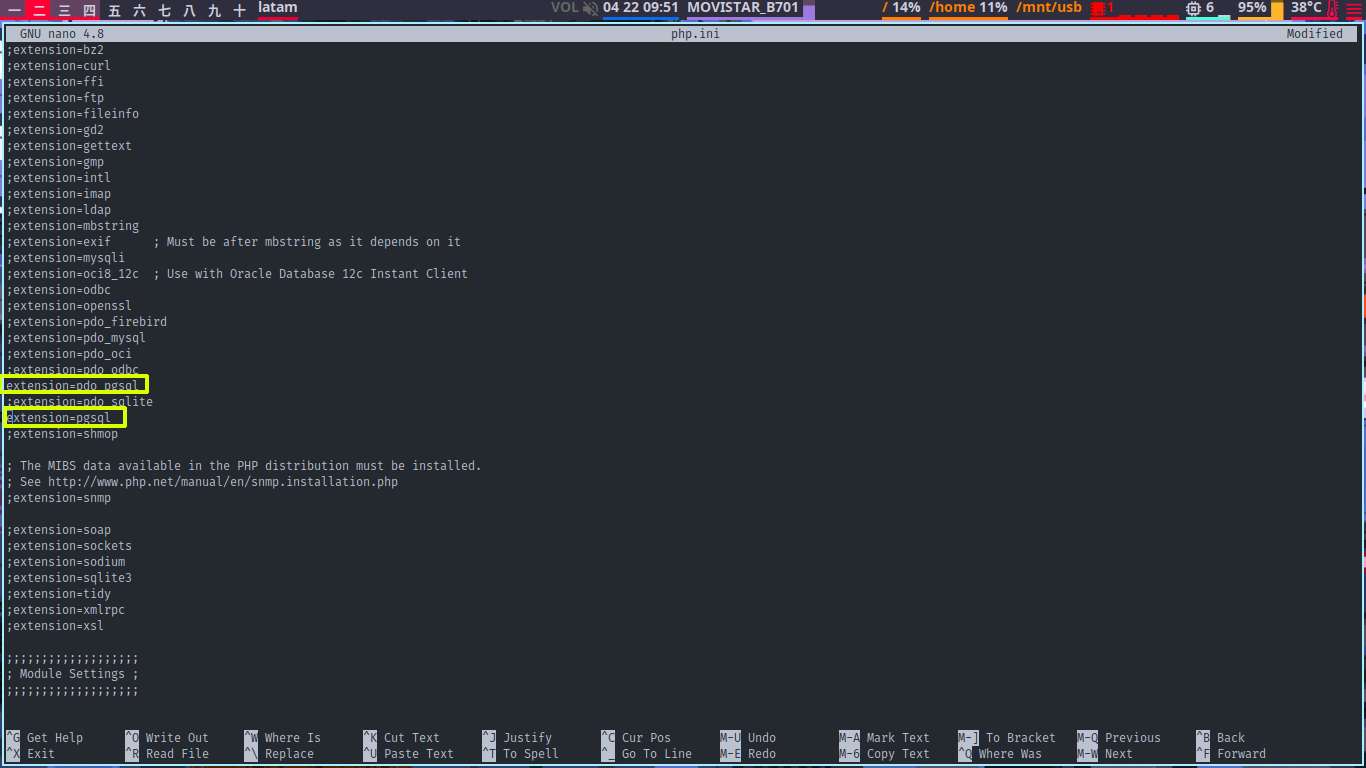 一 二 三 四 五 六 七 八 九 十 latam VOL 04 22 09:51 MOVISTAR_B701 / 14% /home 11% /mnt/usb 1 6 95% 38°C
GNU nano 4.8 php.ini Modified
;extension=bz2
;extension=curl
;extension=ffi
;extension=ftp
;extension=fileinfo
;extension=gd2
;extension=gettext
;extension=gmp
;extension=intl
;extension=imap
;extension=ldap
;extension=mbstring
;extension=exif      ; Must be after mbstring as it depends on it
;extension=mysqli
;extension=oci8_12c  ; Use with Oracle Database 12c Instant Client
;extension=odbc
;extension=openssl
;extension=pdo_firebird
;extension=pdo_mysql
;extension=pdo_oci
;extension=pdo_odbc
extension=pdo_pgsql
;extension=pdo_sqlite
extension=pgsql
;extension=shmop
; The MIBS data available in the PHP distribution must be installed.
; See http://www.php.net/manual/en/snmp.installation.php
;extension=snmp
;extension=soap
;extension=sockets
;extension=sodium
;extension=sqlite3
;extension=tidy
;extension=xmlrpc
;extension=xsl
;;;;;;;;;;;;;;;;;;;
; Module Settings ;
;;;;;;;;;;;;;;;;;;;
^G Get Help ^O Write Out ^W Where Is ^K Cut Text ^J Justify ^C Cur Pos M-U Undo M-A Mark Text M-] To Bracket M-Q Previous ^B Back
^X Exit ^R Read File ^\ Replace ^U Paste Text ^T To Spell ^_ Go To Line M-E Redo M-6 Copy Text ^Q Where Was M-W Next ^F Forward